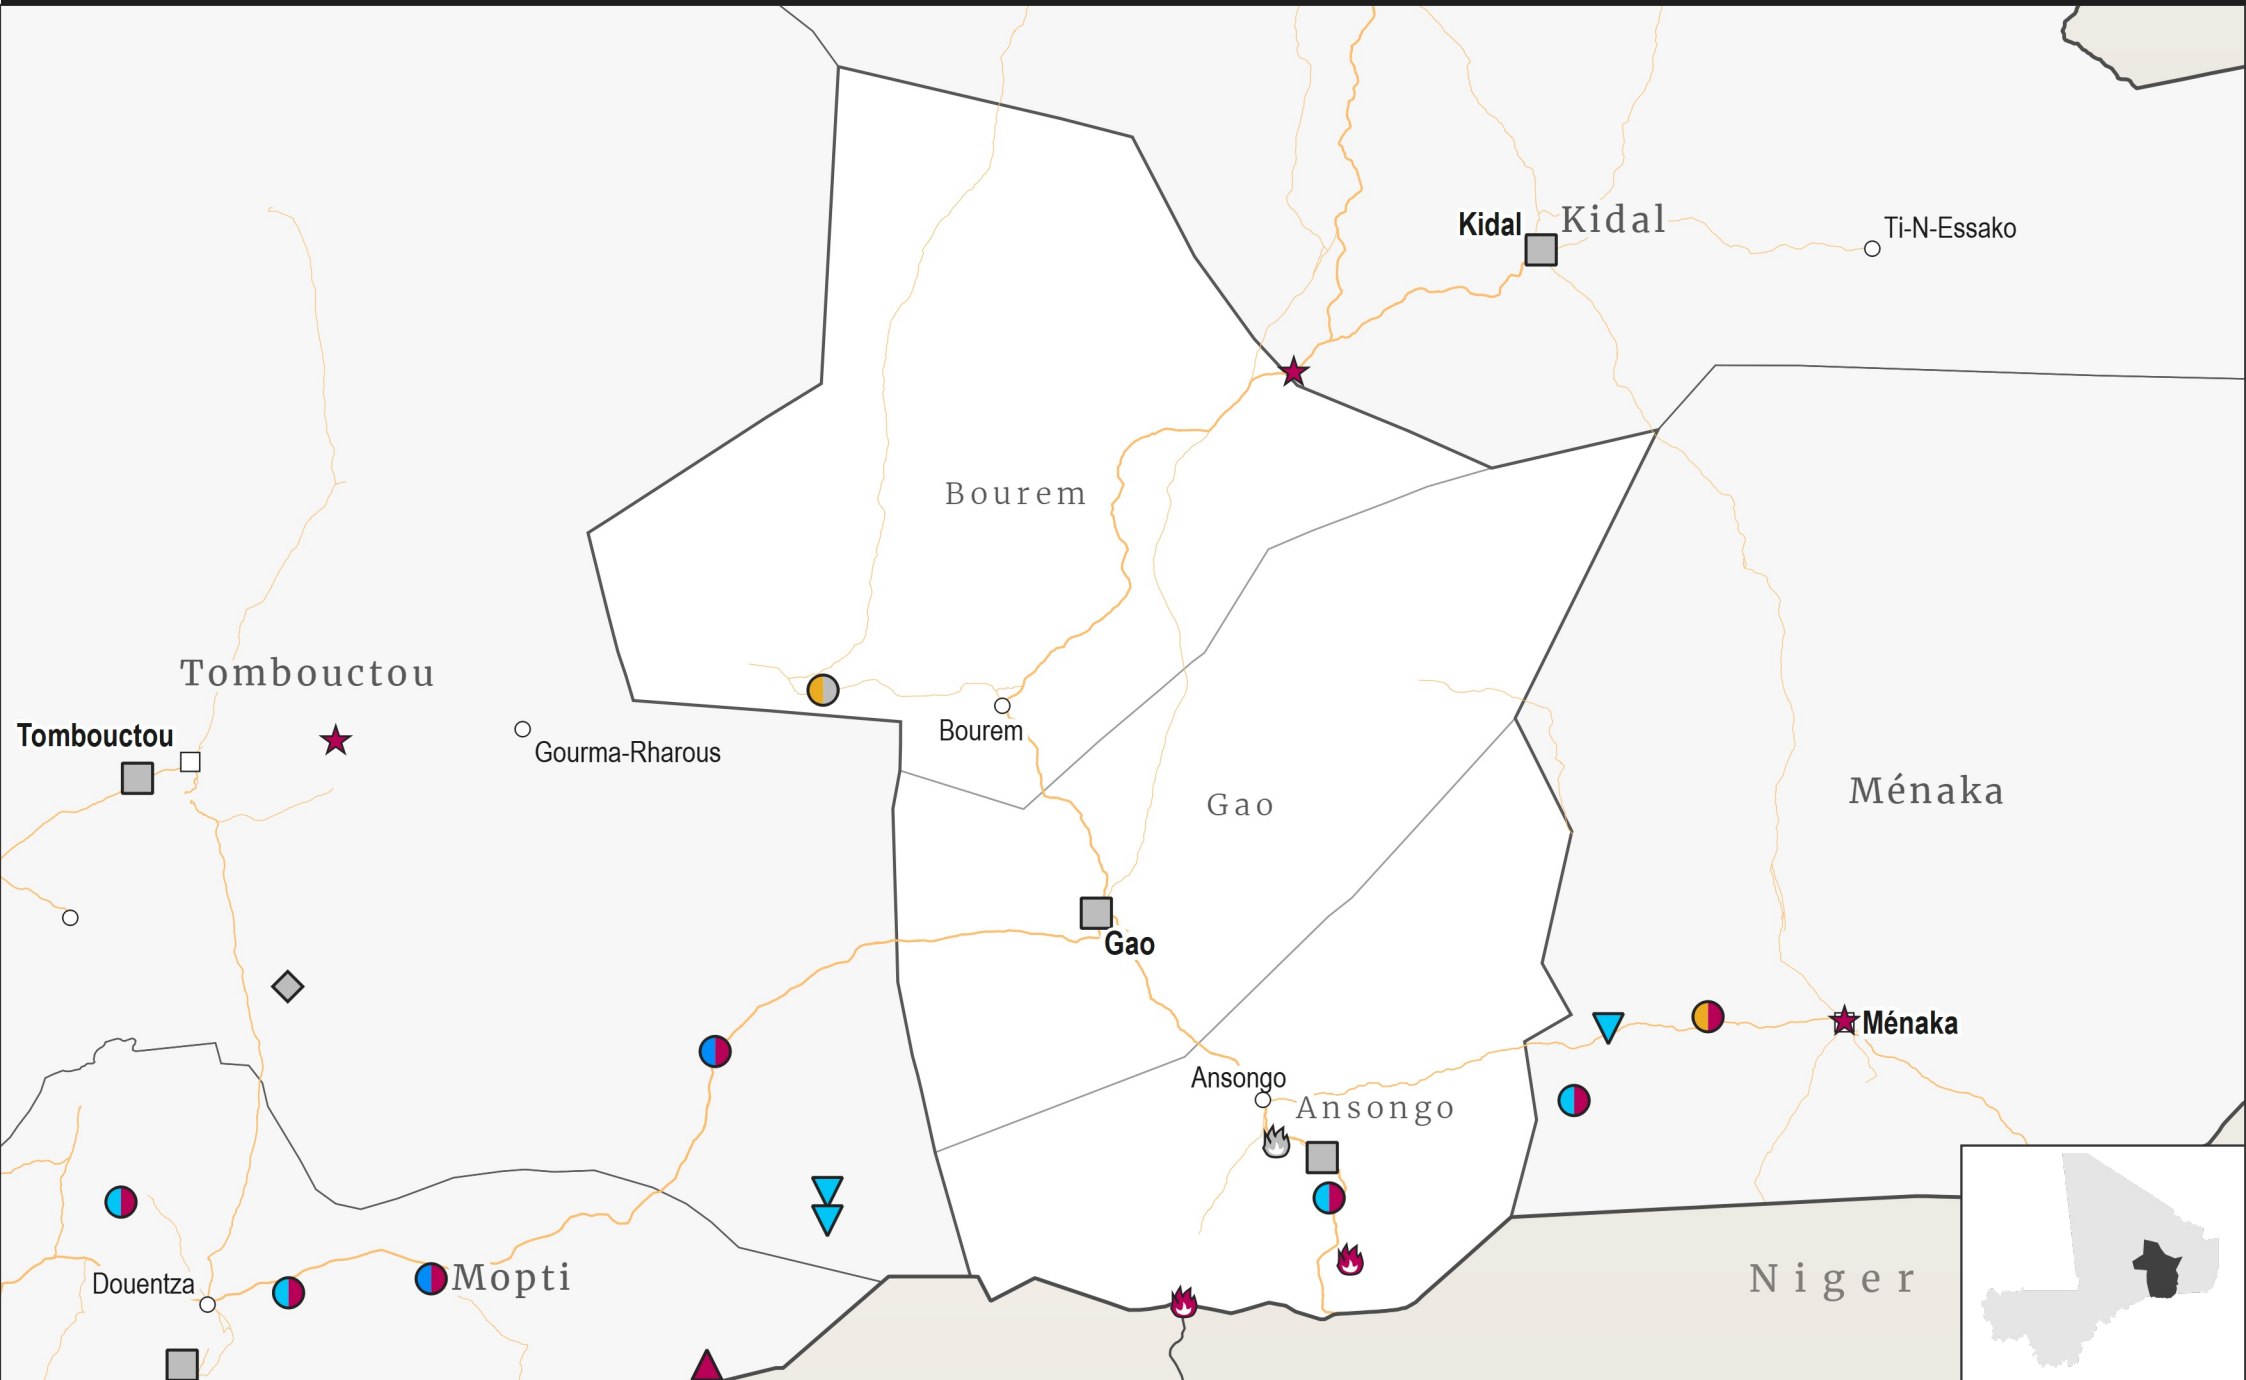 Kidal
Kidal
Ti-N-Essako
Bourem
Tombouctou
Tombouctou
Gourma-Rharous
Bourem
Gao
Ménaka
Gao
Ménaka
Ansongo
Ansongo
Douentza
Mopti
Niger